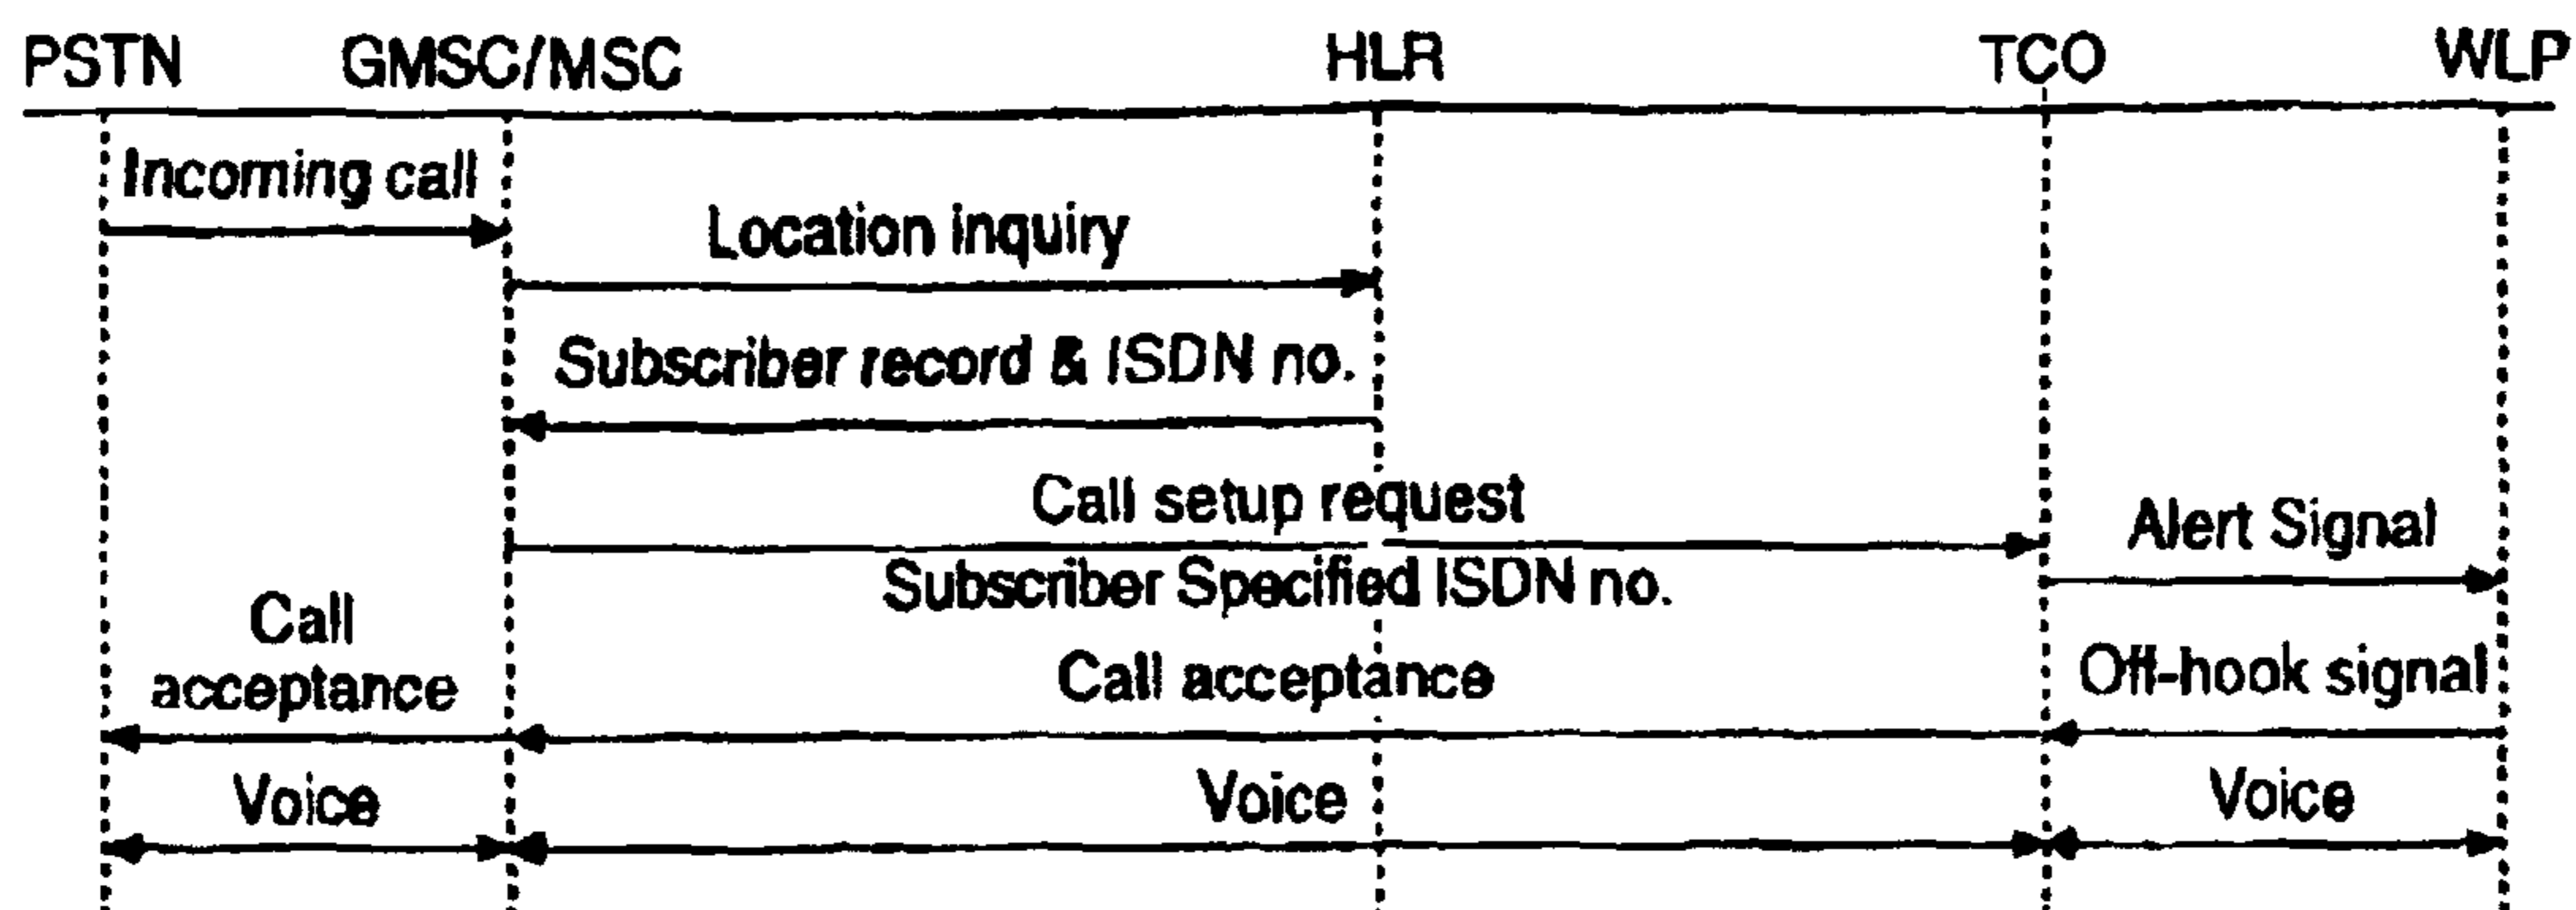 PSTN GMSC/MSC HLR TCO WLP
Incoming call
Location inquiry
Subscriber record & ISDN no.
Call setup request
Alert Signal
Subscriber Specified ISDN no.
Call
acceptance
Call acceptance
Off-hook signal
Voice Voice Voice